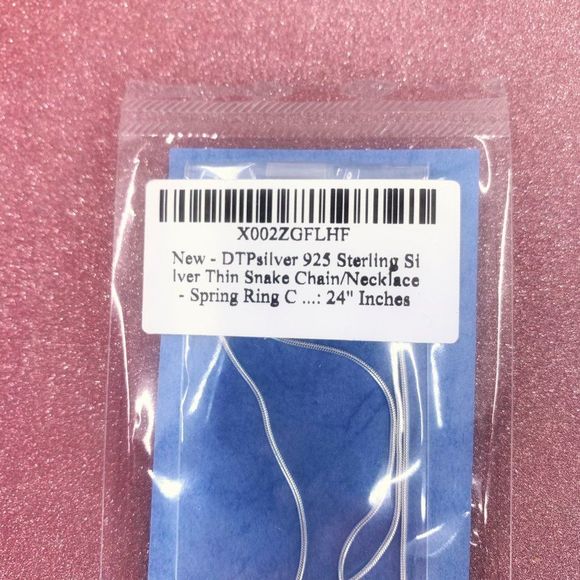 X002ZGFLHF
New - DTPsilver 925 Sterling Si
lver Thin Snake Chain/Necklace
- Spring Ring C ...: 24" Inches